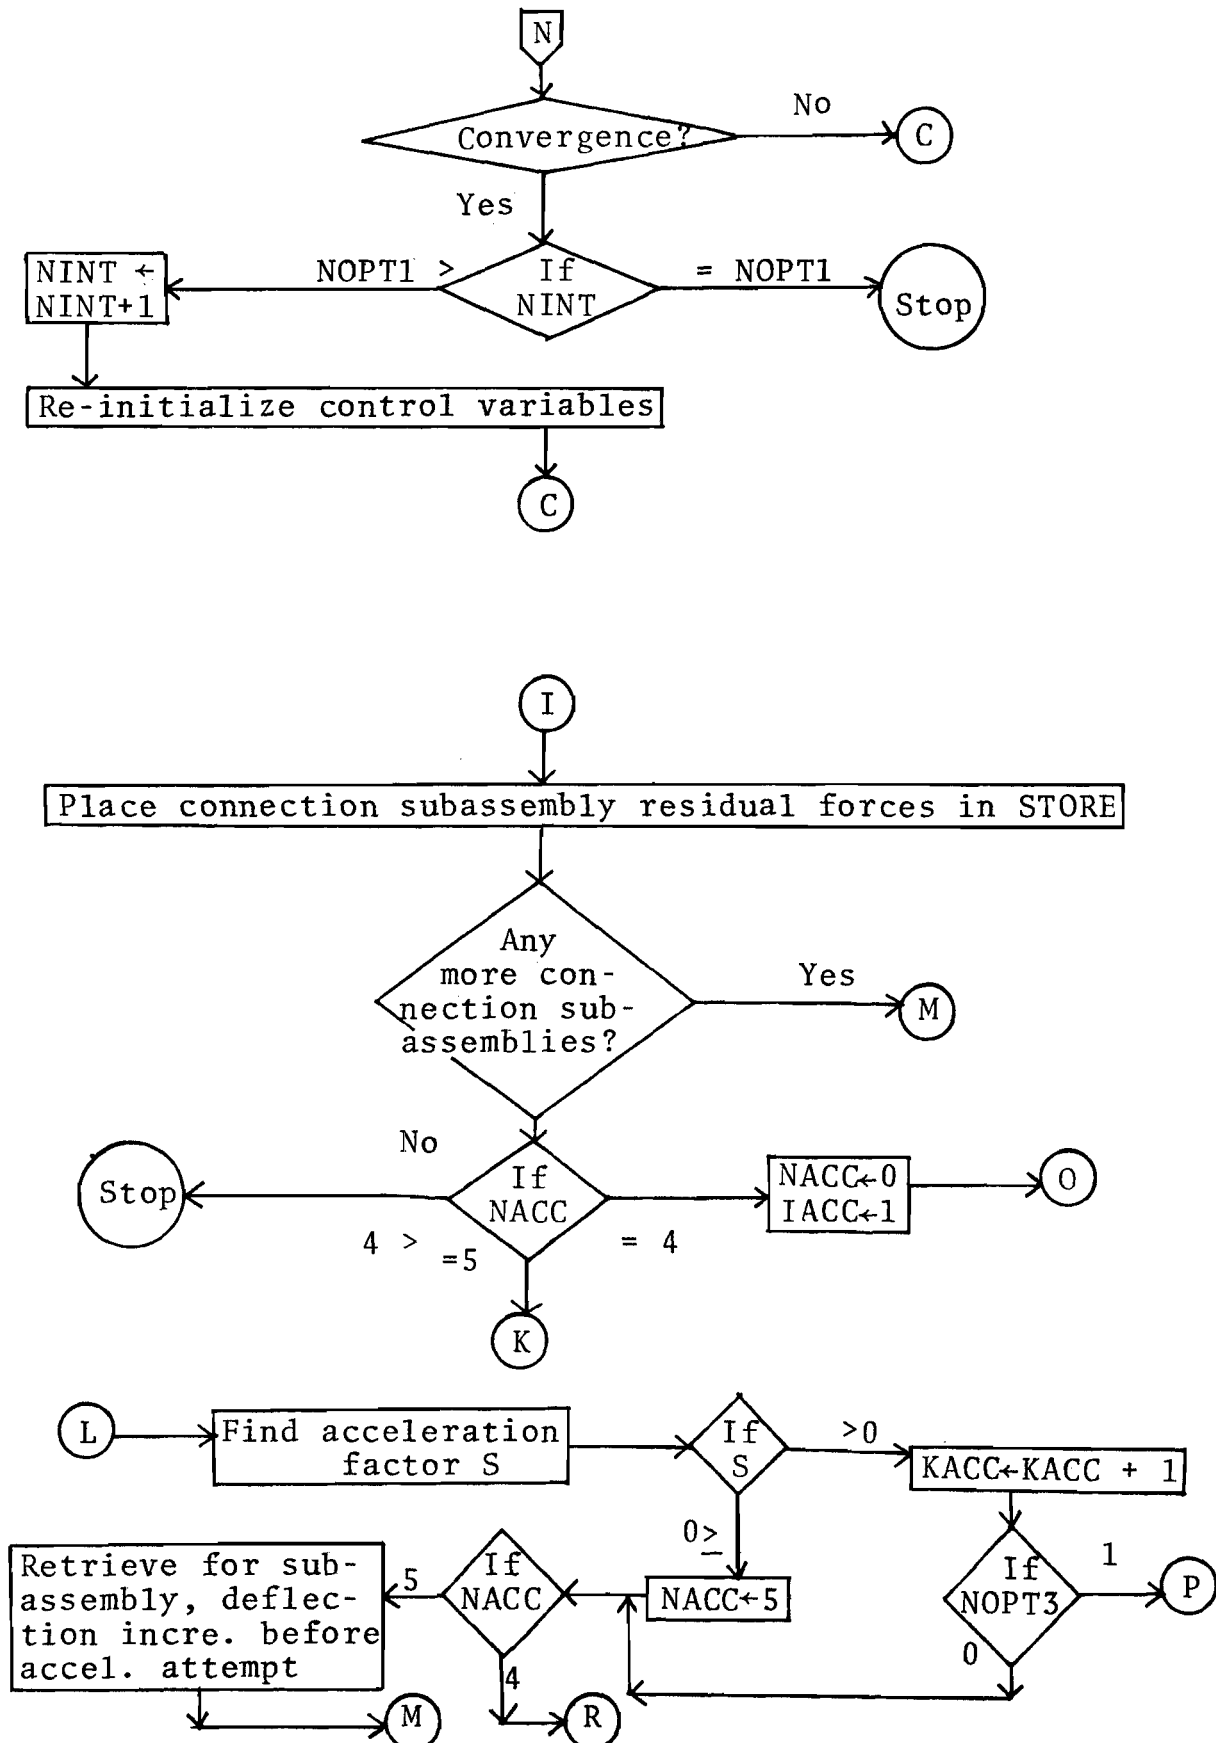 N
Convergence?
No
C
Yes
NINT ←
NINT+1
NOPT1 >
If
NINT
= NOPT1
Stop
Re-initialize control variables
C
I
Place connection subassembly residual forces in STORE
Any
more con-
nection sub-
assemblies?
Yes
M
No
Stop
If
NACC
NACC←0
IACC←1
O
4 >
=5
= 4
K
L
Find acceleration
factor S
If
S
>0
KACC←KACC + 1
0≥
Retrieve for sub-
assembly, deflec-
tion incre. before
accel. attempt
5
If
NACC
NACC←5
If
NOPT3
1
P
0
4
M
R